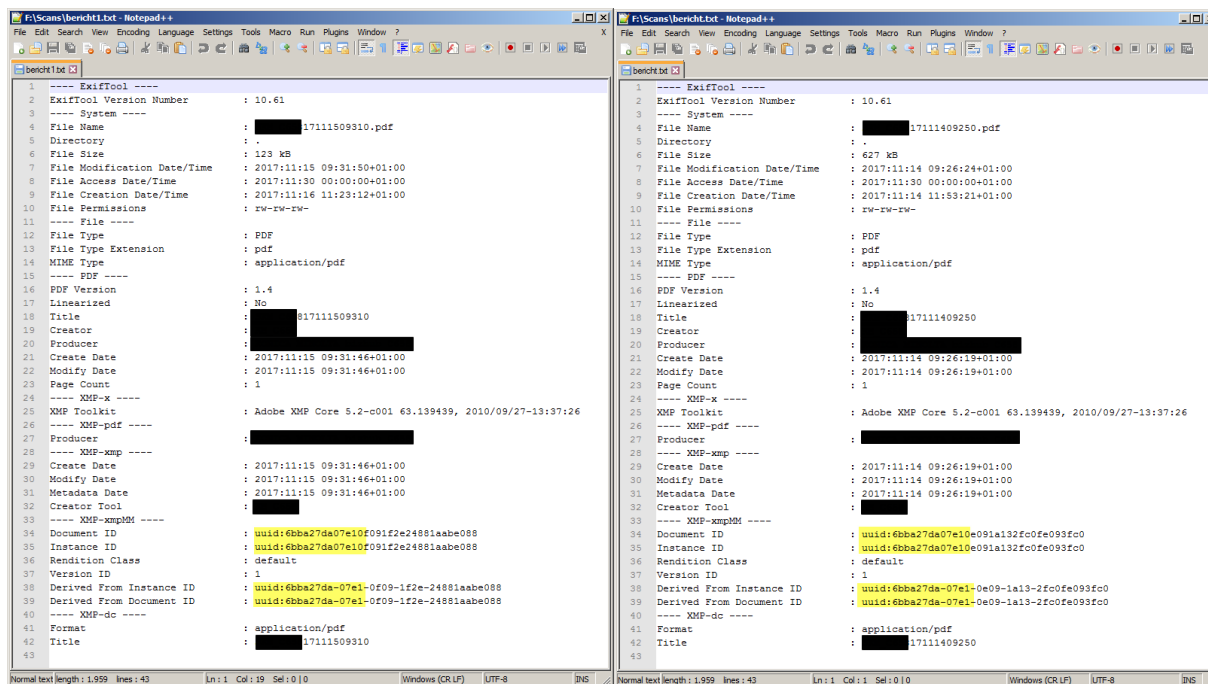 F:\Scans\bericht1.txt - Notepad++
File Edit Search View Encoding Language Settings Tools Macro Run Plugins Window ? X
bericht1.txt
1 ---- ExifTool ----
2 ExifTool Version Number : 10.61
3 ---- System ----
4 File Name : 17111509310.pdf
5 Directory : .
6 File Size : 123 kB
7 File Modification Date/Time : 2017:11:15 09:31:50+01:00
8 File Access Date/Time : 2017:11:30 00:00:00+01:00
9 File Creation Date/Time : 2017:11:16 11:23:12+01:00
10 File Permissions : rw-rw-rw-
11 ---- File ----
12 File Type : PDF
13 File Type Extension : pdf
14 MIME Type : application/pdf
15 ---- PDF ----
16 PDF Version : 1.4
17 Linearized : No
18 Title : 817111509310
19 Creator :
20 Producer :
21 Create Date : 2017:11:15 09:31:46+01:00
22 Modify Date : 2017:11:15 09:31:46+01:00
23 Page Count : 1
24 ---- XMP-x ----
25 XMP Toolkit : Adobe XMP Core 5.2-c001 63.139439, 2010/09/27-13:37:26
26 ---- XMP-pdf ----
27 Producer :
28 ---- XMP-xmp ----
29 Create Date : 2017:11:15 09:31:46+01:00
30 Modify Date : 2017:11:15 09:31:46+01:00
31 Metadata Date : 2017:11:15 09:31:46+01:00
32 Creator Tool :
33 ---- XMP-xmpMM ----
34 Document ID : uuid:6bba27da07e10f091f2e24881aabe088
35 Instance ID : uuid:6bba27da07e10f091f2e24881aabe088
36 Rendition Class : default
37 Version ID : 1
38 Derived From Instance ID : uuid:6bba27da-07e1-0f09-1f2e-24881aabe088
39 Derived From Document ID : uuid:6bba27da-07e1-0f09-1f2e-24881aabe088
40 ---- XMP-dc ----
41 Format : application/pdf
42 Title : 17111509310
43
Normal text length : 1.959 lines : 43 Ln : 1 Col : 19 Sel : 0 | 0 Windows (CR LF) UTF-8 INS
F:\Scans\bericht.txt - Notepad++
File Edit Search View Encoding Language Settings Tools Macro Run Plugins Window ?
bericht.txt
1 ---- ExifTool ----
2 ExifTool Version Number : 10.61
3 ---- System ----
4 File Name : 17111409250.pdf
5 Directory : .
6 File Size : 627 kB
7 File Modification Date/Time : 2017:11:14 09:26:24+01:00
8 File Access Date/Time : 2017:11:30 00:00:00+01:00
9 File Creation Date/Time : 2017:11:14 11:53:21+01:00
10 File Permissions : rw-rw-rw-
11 ---- File ----
12 File Type : PDF
13 File Type Extension : pdf
14 MIME Type : application/pdf
15 ---- PDF ----
16 PDF Version : 1.4
17 Linearized : No
18 Title : 17111409250
19 Creator :
20 Producer :
21 Create Date : 2017:11:14 09:26:19+01:00
22 Modify Date : 2017:11:14 09:26:19+01:00
23 Page Count : 1
24 ---- XMP-x ----
25 XMP Toolkit : Adobe XMP Core 5.2-c001 63.139439, 2010/09/27-13:37:26
26 ---- XMP-pdf ----
27 Producer :
28 ---- XMP-xmp ----
29 Create Date : 2017:11:14 09:26:19+01:00
30 Modify Date : 2017:11:14 09:26:19+01:00
31 Metadata Date : 2017:11:14 09:26:19+01:00
32 Creator Tool :
33 ---- XMP-xmpMM ----
34 Document ID : uuid:6bba27da07e10e091a132fc0fe093fc0
35 Instance ID : uuid:6bba27da07e10e091a132fc0fe093fc0
36 Rendition Class : default
37 Version ID : 1
38 Derived From Instance ID : uuid:6bba27da-07e1-0e09-1a13-2fc0fe093fc0
39 Derived From Document ID : uuid:6bba27da-07e1-0e09-1a13-2fc0fe093fc0
40 ---- XMP-dc ----
41 Format : application/pdf
42 Title : 17111409250
43
Normal text length : 1.959 lines : 43 Ln : 1 Col : 1 Sel : 0 | 0 Windows (CR LF) UTF-8 INS